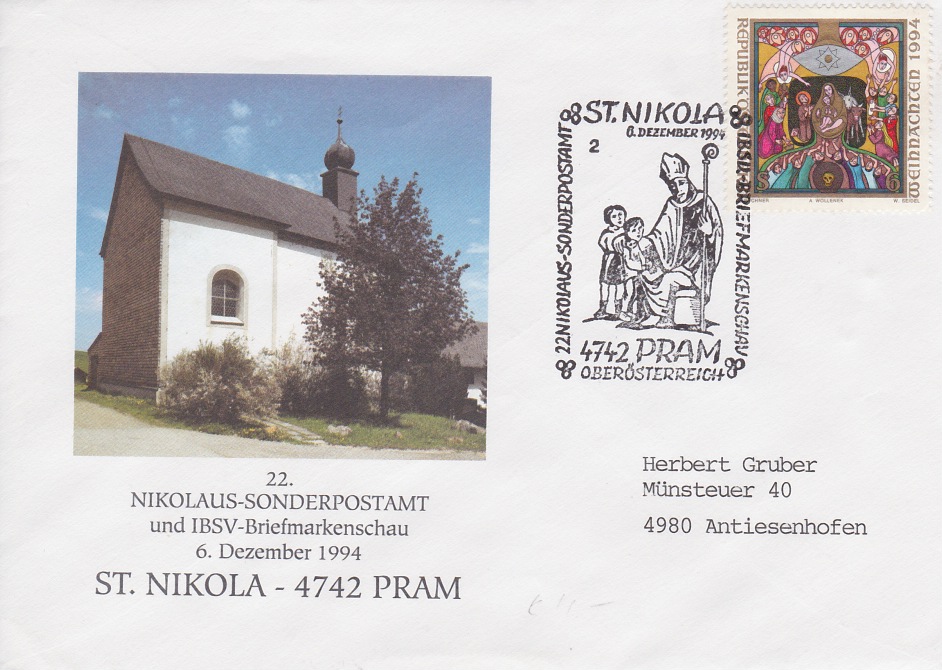 REPUBLIK
WEIHNACHTEN 1994
S 6
A. WOLLENEK
W. SEIDEL
ST. NIKOLA
6. DEZEMBER 1994
2
22 NIKOLAUS-SONDERPOSTAMT
IBSV-BRIEFMARKENSCHAU
4742 PRAM
OBERÖSTERREICH
22.
NIKOLAUS-SONDERPOSTAMT
und IBSV-Briefmarkenschau
6. Dezember 1994
ST. NIKOLA - 4742 PRAM
Herbert Gruber
Münsteuer 40
4980 Antiesenhofen